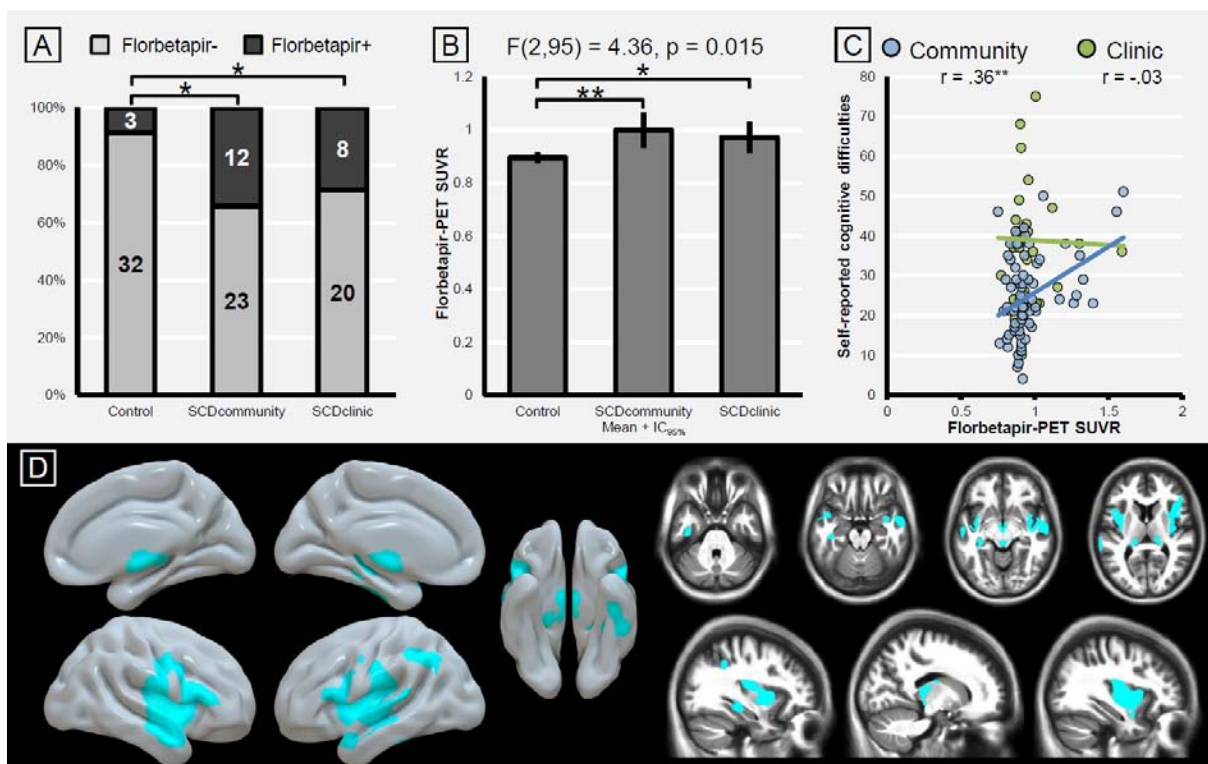 A
Florbetapir- Florbetapir+
*
*
100%
80%
60%
40%
20%
0%
3
32
12
23
8
20
Control SCDcommunity SCDclinic
B
F(2,95) = 4.36, p = 0.015
*
**
Florbetapir-PET SUVR
1.2
1
0.8
0.6
0.4
0.2
0
Control SCDcommunity SCDclinic
Mean + IC95%
C
Community Clinic
r = .36** r = -.03
Self-reported cognitive difficulties
80
70
60
50
40
30
20
10
0
0 0.5 1 1.5 2
Florbetapir-PET SUVR
D